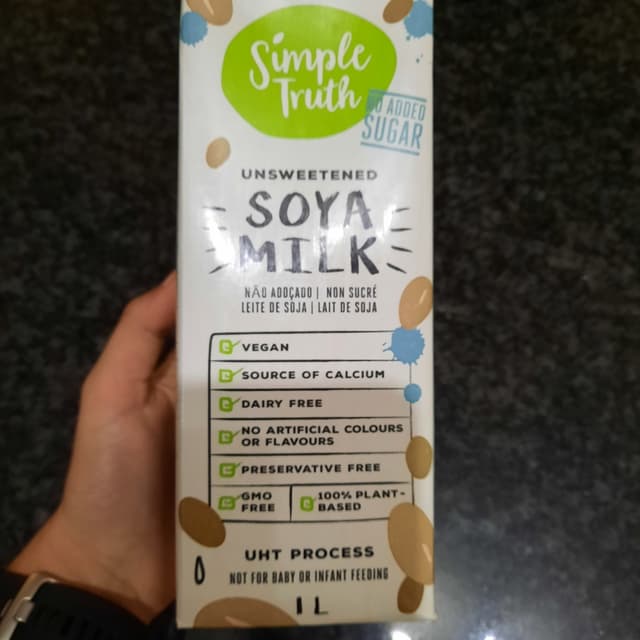 Simple
Truth
NO ADDED
SUGAR
UNSWEETENED
SOYA
MILK
NÃO ADOÇADO | NON SUCRÉ
LEITE DE SOJA | LAIT DE SOJA
VEGAN
SOURCE OF CALCIUM
DAIRY FREE
NO ARTIFICIAL COLOURS
OR FLAVOURS
PRESERVATIVE FREE
GMO
FREE
100% PLANT-
BASED
UHT PROCESS
NOT FOR BABY OR INFANT FEEDING
1 L